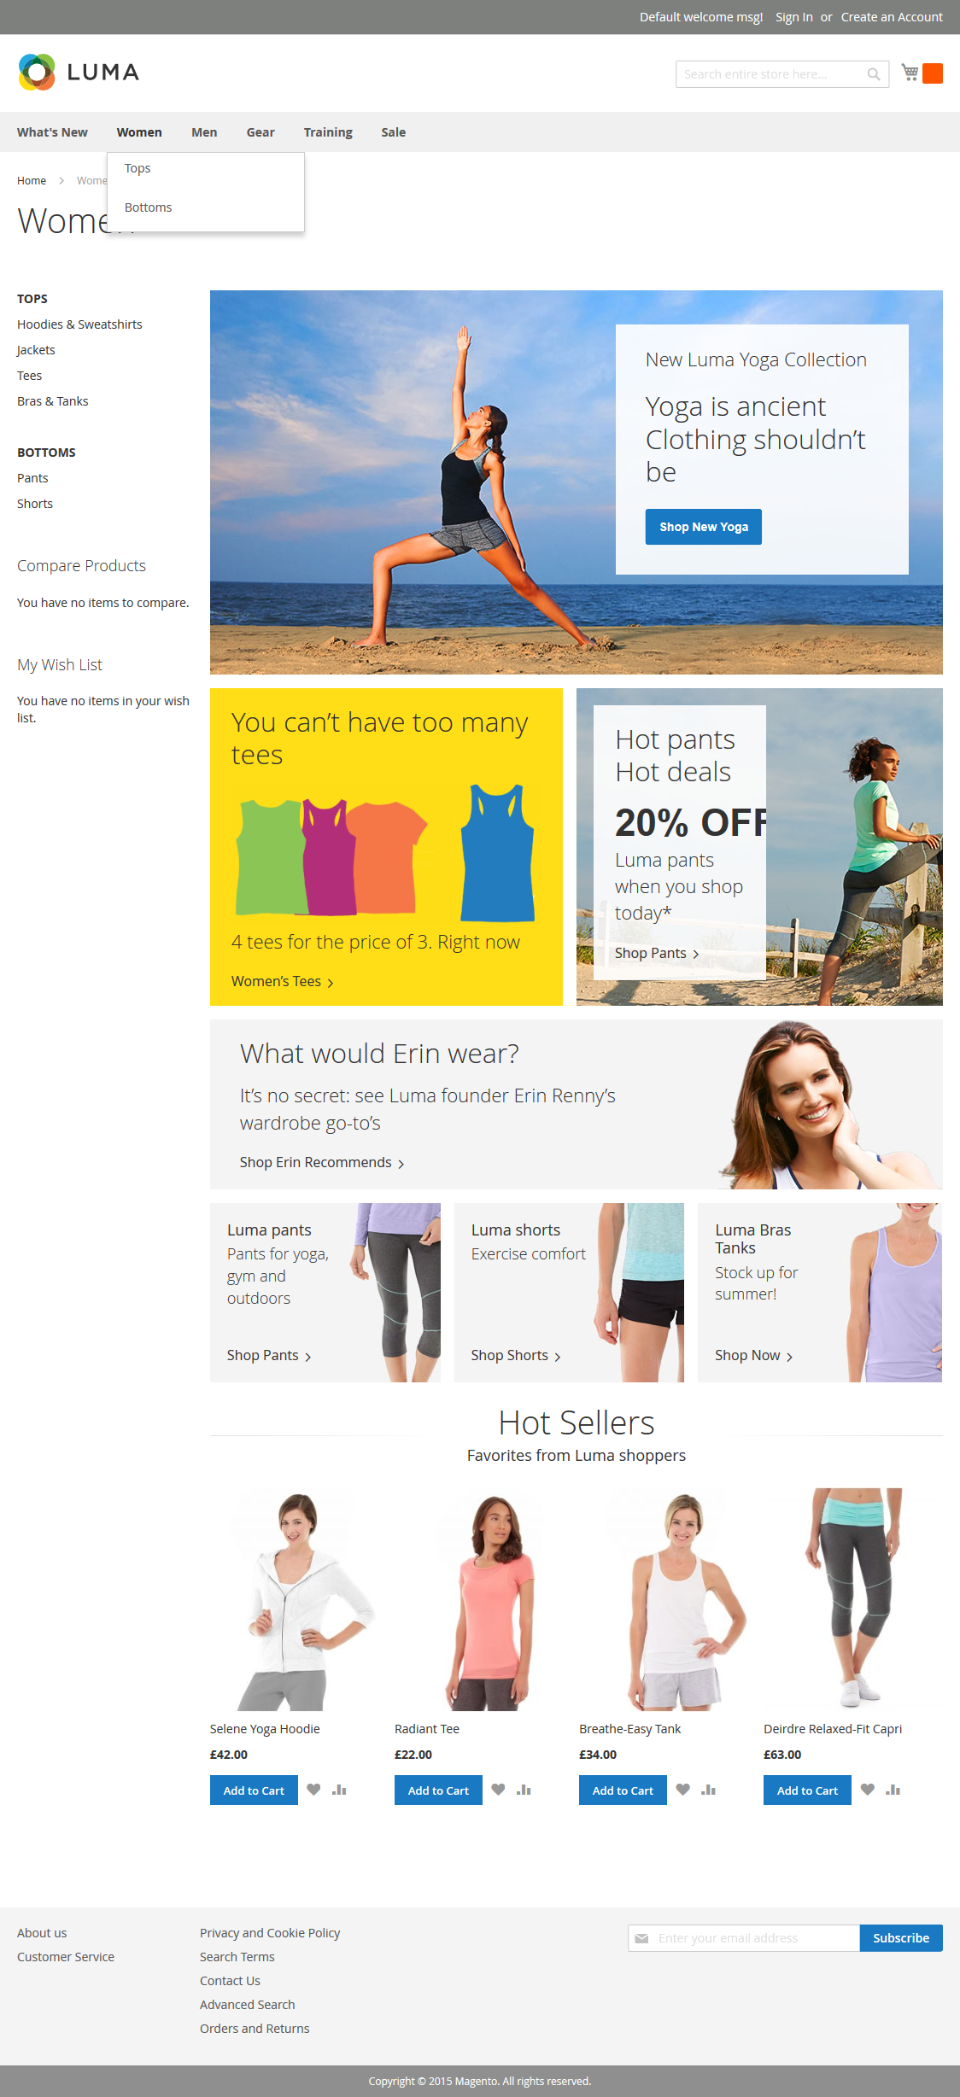 Default welcome msg! Sign In or Create an Account
LUMA
Search entire store here...
What's New Women Men Gear Training Sale
Tops
Bottoms
Home > Wome
Women
TOPS
Hoodies & Sweatshirts
Jackets
Tees
Bras & Tanks
BOTTOMS
Pants
Shorts
Compare Products
You have no items to compare.
My Wish List
You have no items in your wish
list.
New Luma Yoga Collection
Yoga is ancient
Clothing shouldn't
be
Shop New Yoga
You can't have too many
tees
4 tees for the price of 3. Right now
Women's Tees >
Hot pants
Hot deals
20% OFF
Luma pants
when you shop
today*
Shop Pants >
What would Erin wear?
It's no secret: see Luma founder Erin Renny's
wardrobe go-to's
Shop Erin Recommends >
Luma pants
Pants for yoga,
gym and
outdoors
Shop Pants >
Luma shorts
Exercise comfort
Shop Shorts >
Luma Bras
Tanks
Stock up for
summer!
Shop Now >
Hot Sellers
Favorites from Luma shoppers
Selene Yoga Hoodie
£42.00
Add to Cart
Radiant Tee
£22.00
Add to Cart
Breathe-Easy Tank
£34.00
Add to Cart
Deirdre Relaxed-Fit Capri
£63.00
Add to Cart
About us
Customer Service
Privacy and Cookie Policy
Search Terms
Contact Us
Advanced Search
Orders and Returns
Enter your email address
Subscribe
Copyright © 2015 Magento. All rights reserved.